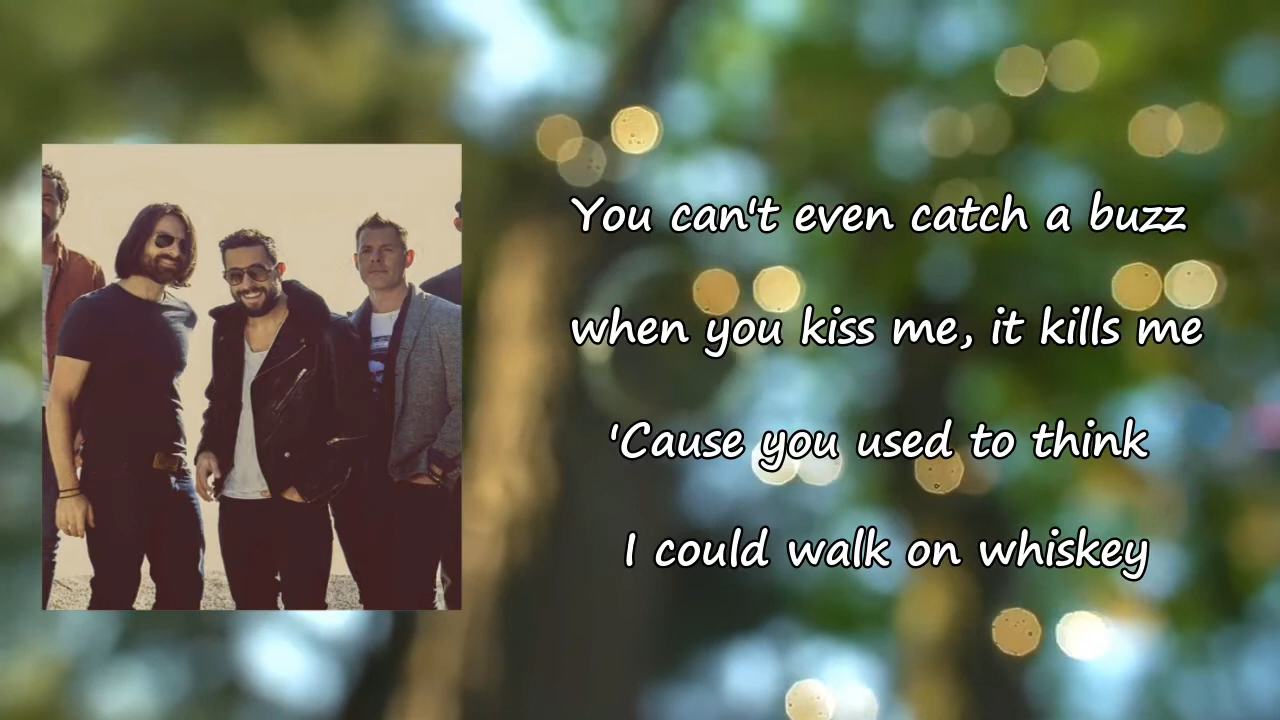 You can't even catch a buzz
when you kiss me, it kills me
'Cause you used to think
I could walk on whiskey